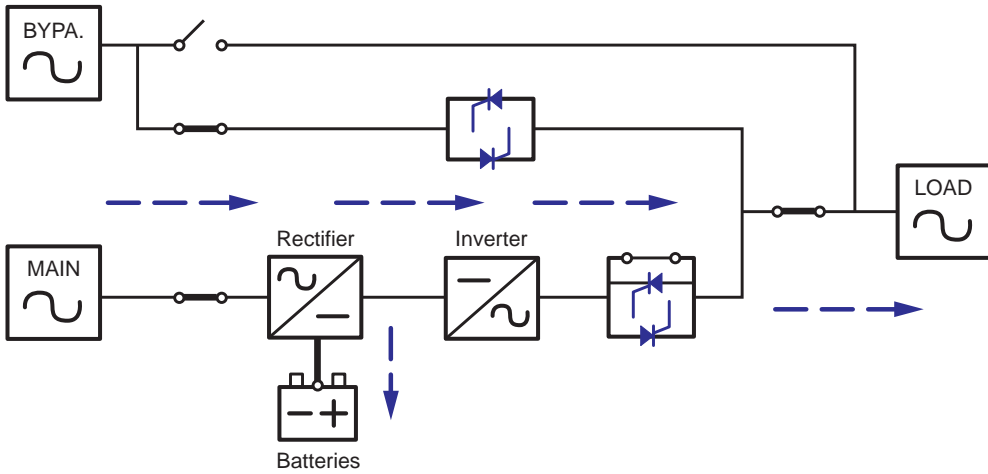 BYPA.
LOAD
Rectifier
Inverter
MAIN
Batteries